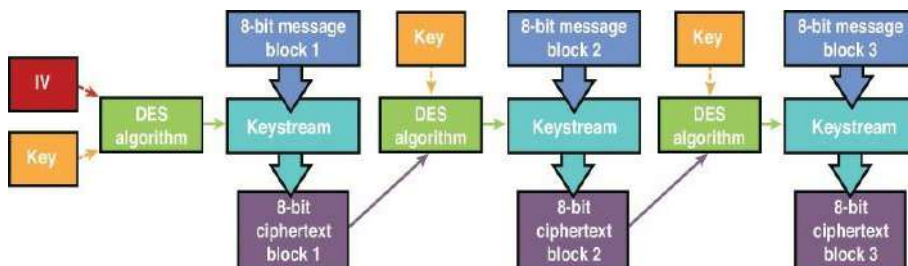 8-bit message
block 1
Key
8-bit message
block 2
Key
8-bit message
block 3
IV
DES
algorithm
Keystream
DES
algorithm
Keystream
DES
algorithm
Keystream
Key
8-bit
ciphertext
block 1
8-bit
ciphertext
block 2
8-bit
ciphertext
block 3